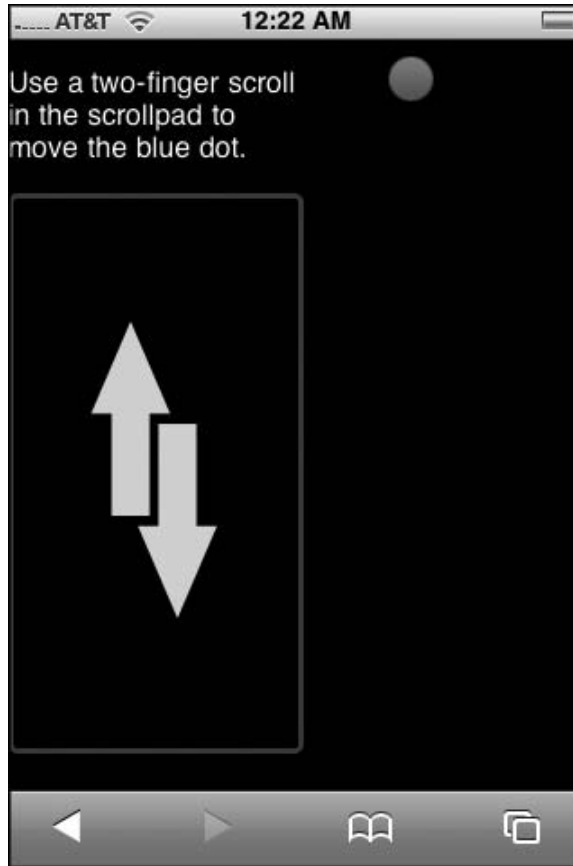 AT&T
12:22 AM
Use a two-finger scroll
in the scrollpad to
move the blue dot.